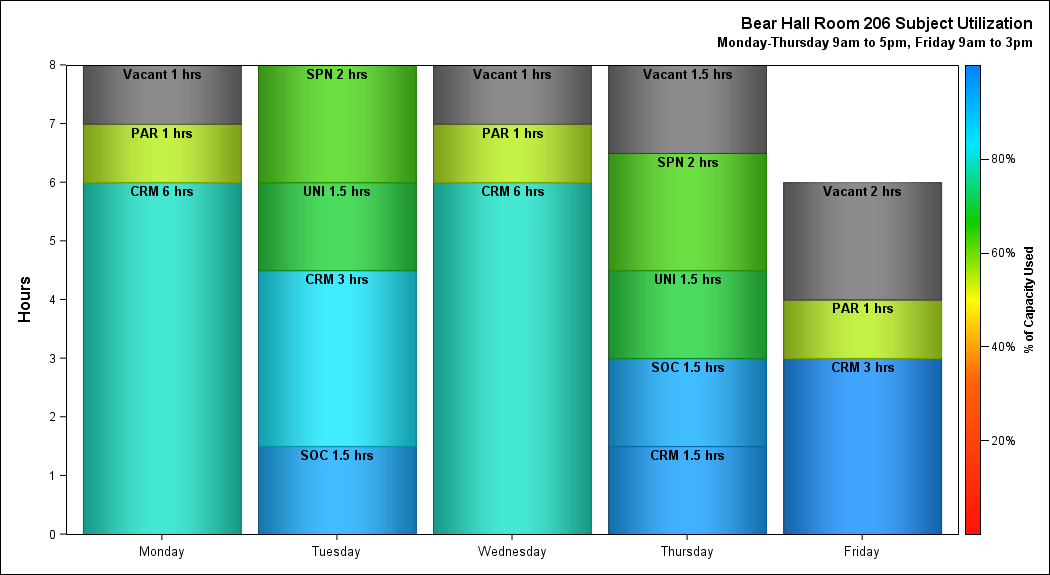 Bear Hall Room 206 Subject Utilization
Monday-Thursday 9am to 5pm, Friday 9am to 3pm
Hours
8
7
6
5
4
3
2
1
0
Vacant 1 hrs
PAR 1 hrs
CRM 6 hrs
SPN 2 hrs
UNI 1.5 hrs
CRM 3 hrs
SOC 1.5 hrs
Vacant 1 hrs
PAR 1 hrs
CRM 6 hrs
Vacant 1.5 hrs
SPN 2 hrs
UNI 1.5 hrs
SOC 1.5 hrs
CRM 1.5 hrs
Vacant 2 hrs
PAR 1 hrs
CRM 3 hrs
Monday
Tuesday
Wednesday
Thursday
Friday
80%
60%
40%
20%
% of Capacity Used